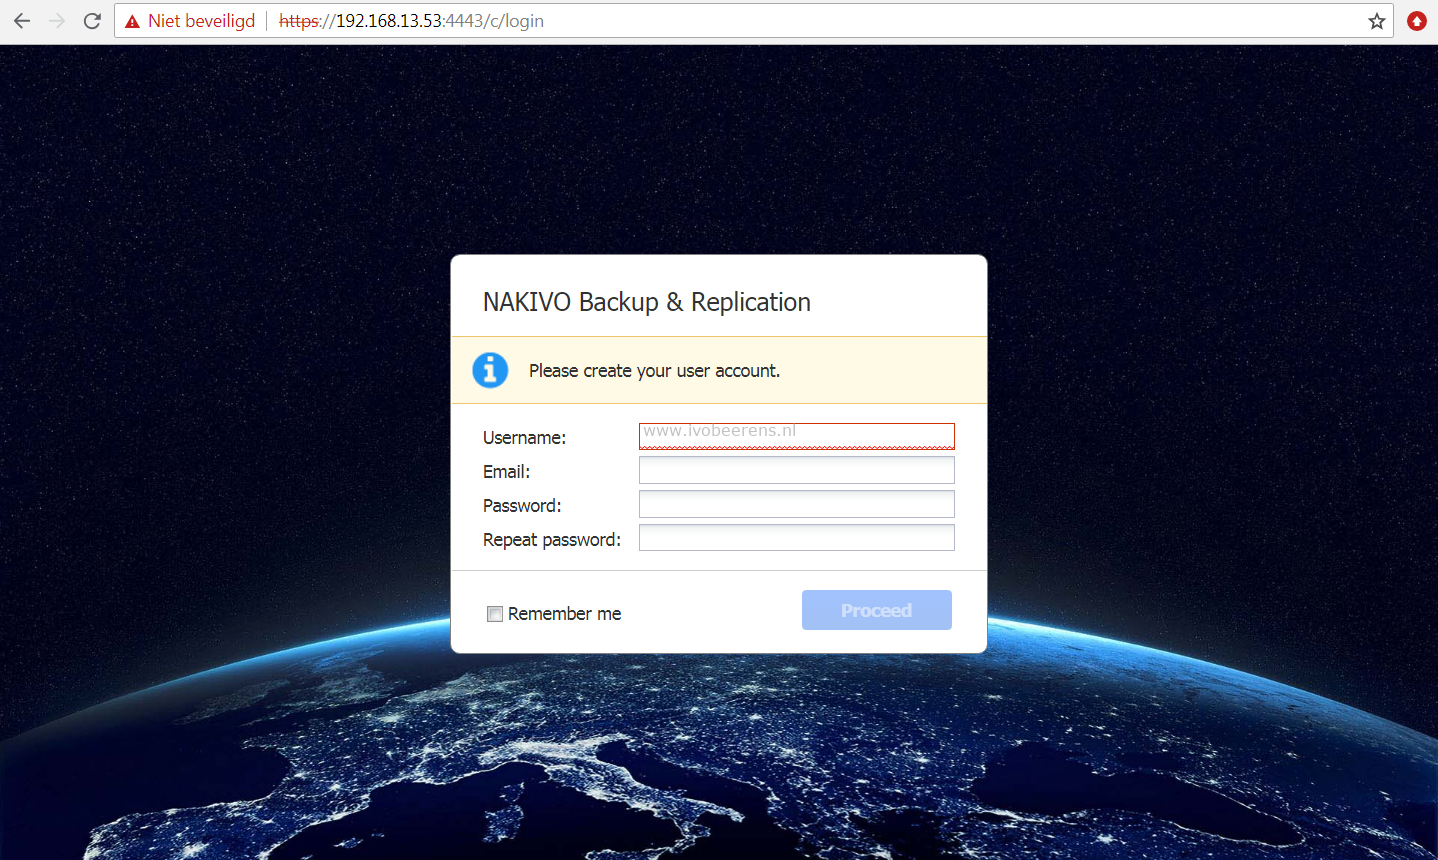 Niet beveiligd https://192.168.13.53:4443/c/login
NAKIVO Backup & Replication
Please create your user account.
Username: www.ivobeerens.nl
Email:
Password:
Repeat password:
Remember me Proceed